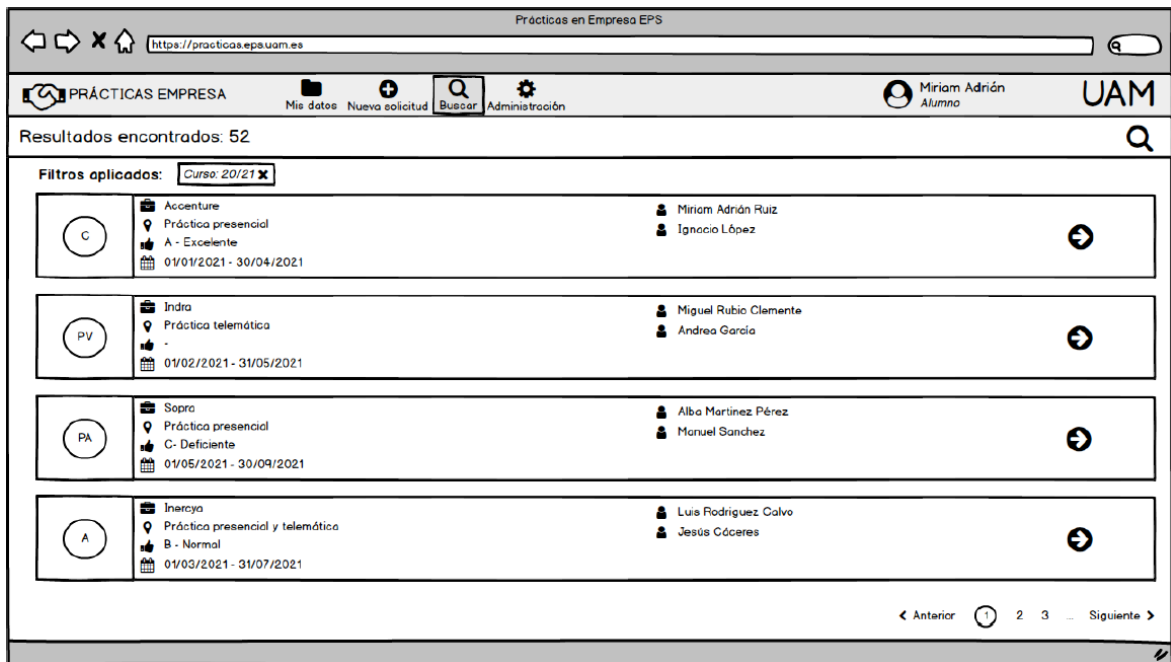 Prácticas en Empresa EPS
https://practicas.eps.uam.es
PRÁCTICAS EMPRESA
Mis datos Nueva solicitud Buscar Administración
Miriam Adrián
Alumno
UAM
Resultados encontrados: 52
Filtros aplicados: Curso: 20/21
C
Accenture
Práctica presencial
A - Excelente
01/01/2021 - 30/04/2021
Miriam Adrián Ruiz
Ignacio López
PV
Indra
Práctica telemática
-
01/02/2021 - 31/05/2021
Miguel Rubio Clemente
Andrea García
PA
Sopra
Práctica presencial
C- Deficiente
01/05/2021 - 30/09/2021
Alba Martinez Pérez
Manuel Sanchez
A
Inercya
Práctica presencial y telemática
B - Normal
01/03/2021 - 31/07/2021
Luis Rodriguez Calvo
Jesús Cáceres
Anterior 1 2 3 ... Siguiente